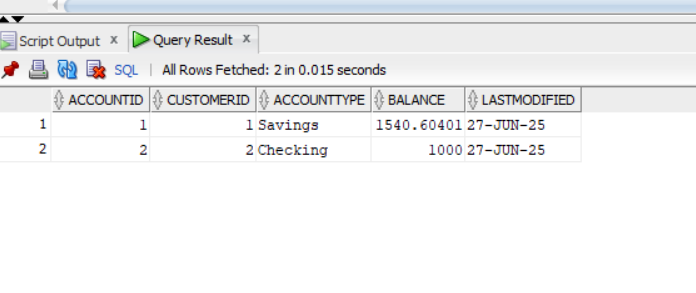 Script Output x Query Result x
SQL | All Rows Fetched: 2 in 0.015 seconds
ACCOUNTID CUSTOMERID ACCOUNTTYPE BALANCE LASTMODIFIED
1 1 1 Savings 1540.60401 27-JUN-25
2 2 2 Checking 1000 27-JUN-25